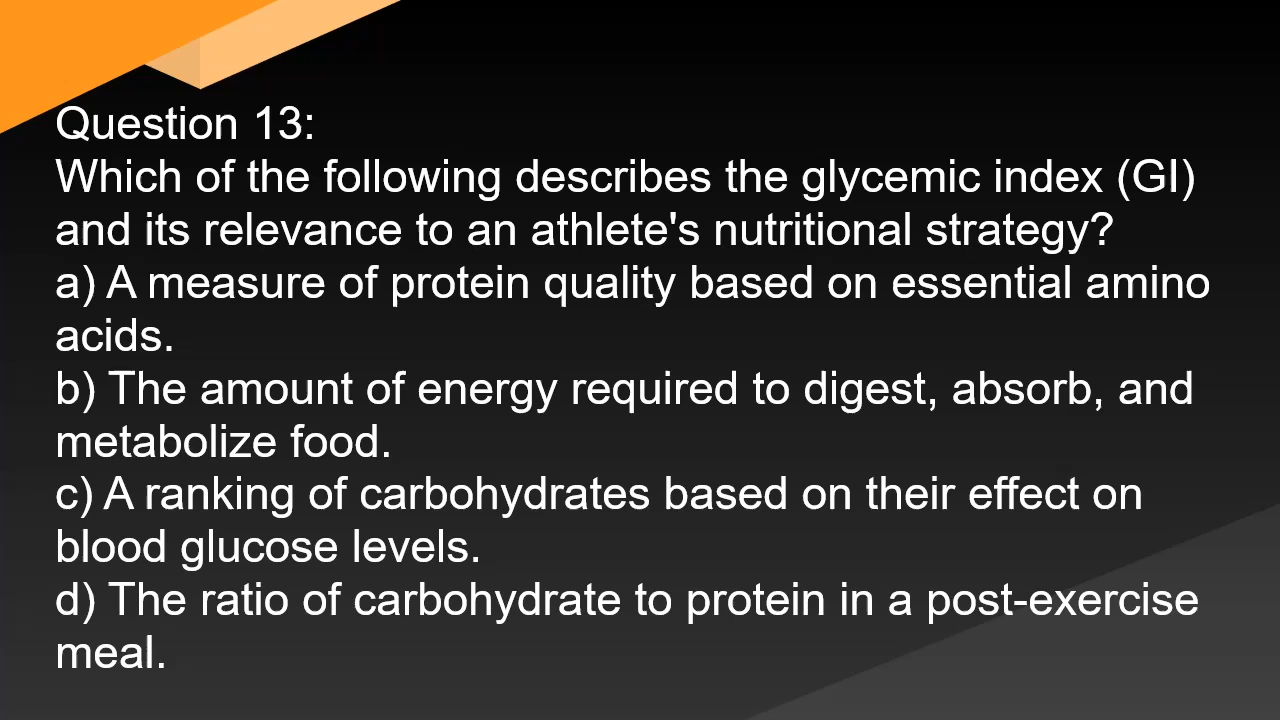 Question 13:
Which of the following describes the glycemic index (GI)
and its relevance to an athlete's nutritional strategy?
a) A measure of protein quality based on essential amino
acids.
b) The amount of energy required to digest, absorb, and
metabolize food.
c) A ranking of carbohydrates based on their effect on
blood glucose levels.
d) The ratio of carbohydrate to protein in a post-exercise
meal.